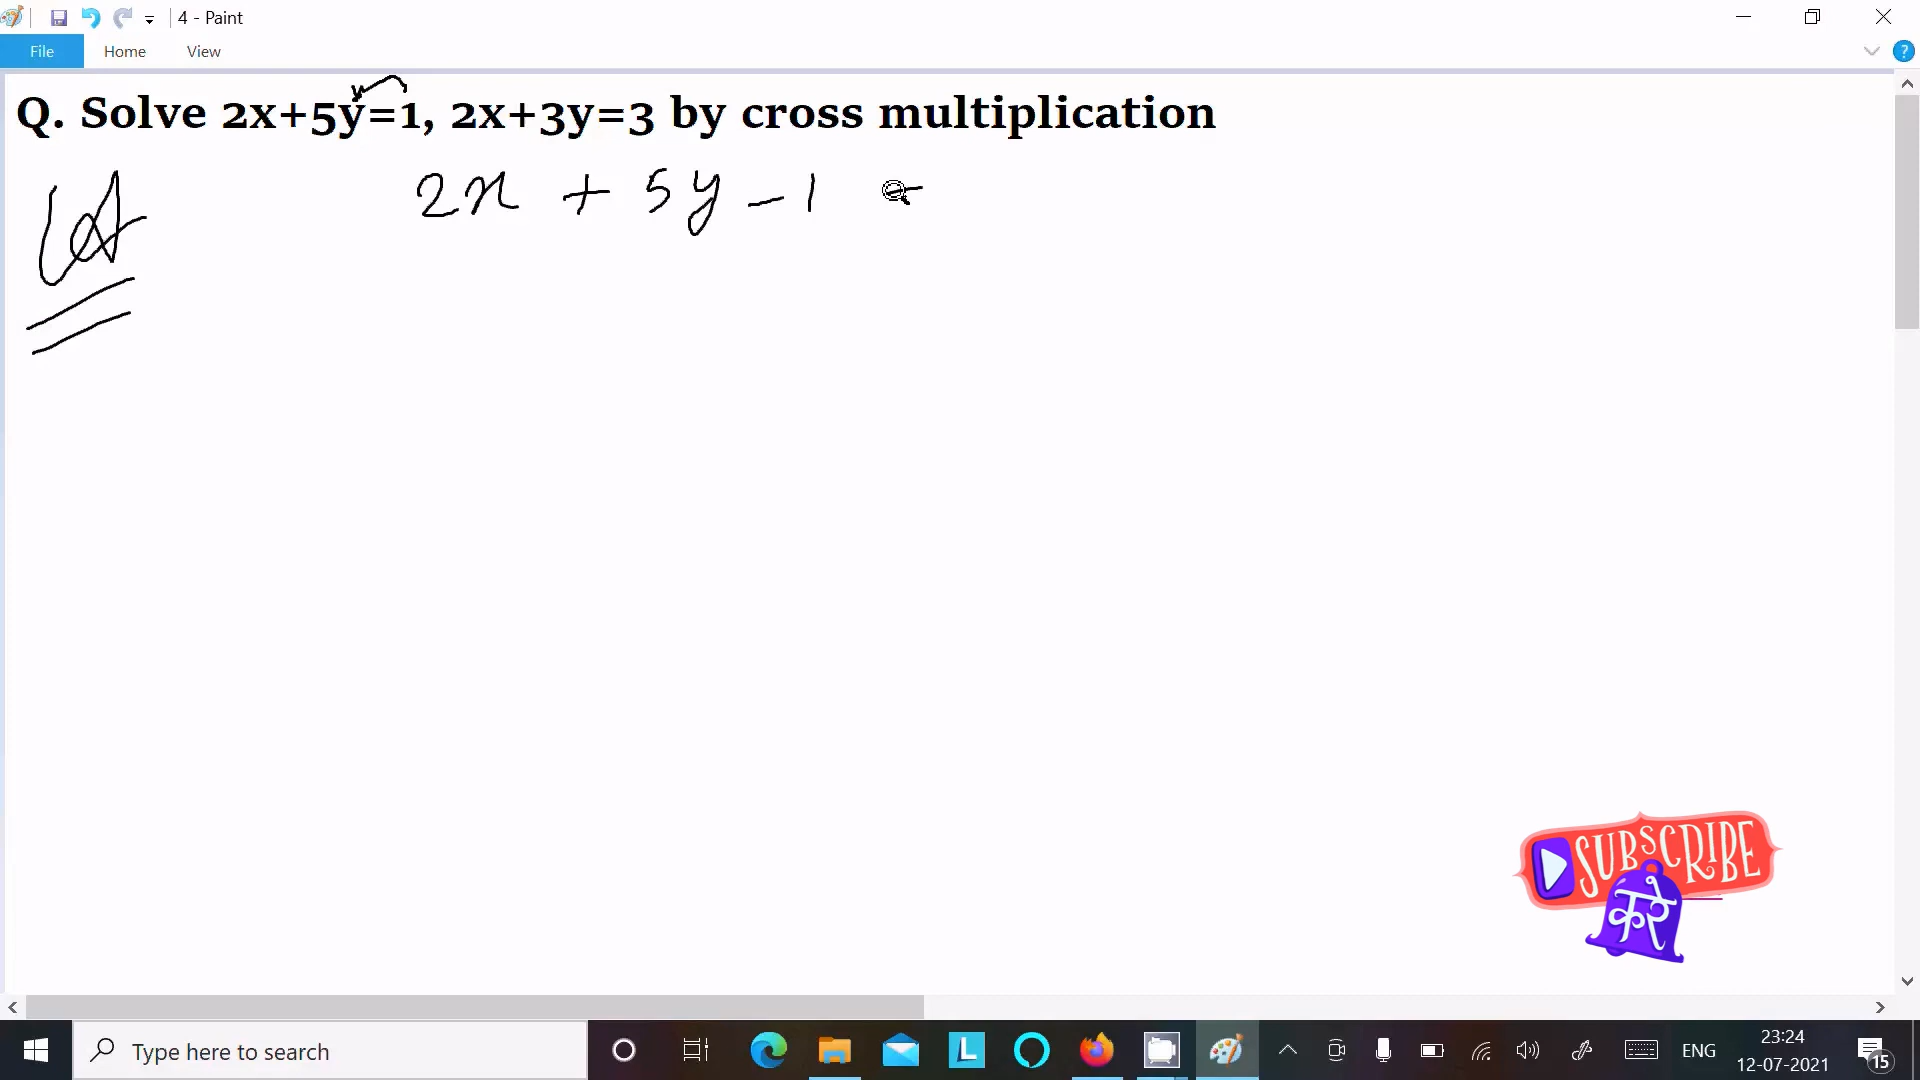 4 - Paint
File Home View
Q. Solve 2x+5y=1, 2x+3y=3 by cross multiplication
2x + 5y - 1
SUBSCRIBE
करे
Type here to search
L
ENG
23:24
12-07-2021
15